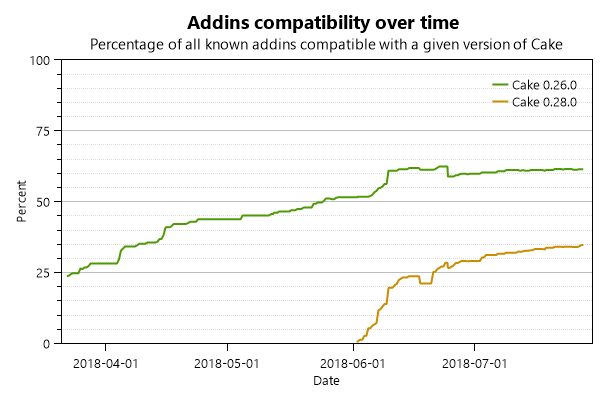 Addins compatibility over time
Percentage of all known addins compatible with a given version of Cake
100
75
50
25
0
Percent
Cake 0.26.0
Cake 0.28.0
2018-04-01
2018-05-01
2018-06-01
2018-07-01
Date